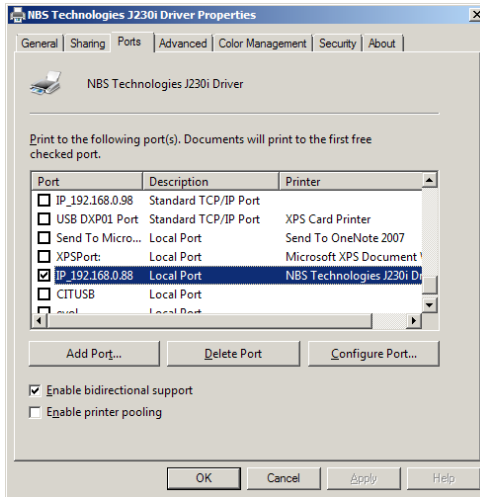 NBS Technologies J230i Driver Properties
General Sharing Ports Advanced Color Management Security About
NBS Technologies J230i Driver
Print to the following port(s). Documents will print to the first free
checked port.
Port Description Printer
IP_192.168.0.98 Standard TCP/IP Port
USB DXP01 Port Standard TCP/IP Port XPS Card Printer
Send To Micro... Local Port Send To OneNote 2007
XPSPort: Local Port Microsoft XPS Document
IP_192.168.0.88 Local Port NBS Technologies J230i Dr
CITUSB Local Port
Local Port
Add Port... Delete Port Configure Port...
Enable bidirectional support
Enable printer pooling
OK Cancel Apply Help